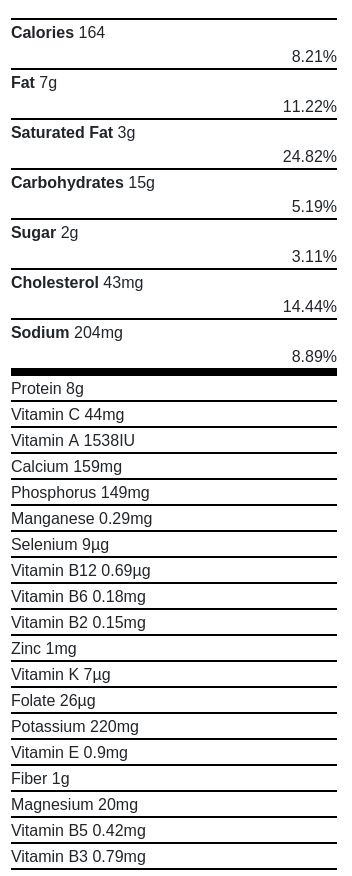 Calories 164
8.21%
Fat 7g
11.22%
Saturated Fat 3g
24.82%
Carbohydrates 15g
5.19%
Sugar 2g
3.11%
Cholesterol 43mg
14.44%
Sodium 204mg
8.89%
Protein 8g
Vitamin C 44mg
Vitamin A 1538IU
Calcium 159mg
Phosphorus 149mg
Manganese 0.29mg
Selenium 9µg
Vitamin B12 0.69µg
Vitamin B6 0.18mg
Vitamin B2 0.15mg
Zinc 1mg
Vitamin K 7µg
Folate 26µg
Potassium 220mg
Vitamin E 0.9mg
Fiber 1g
Magnesium 20mg
Vitamin B5 0.42mg
Vitamin B3 0.79mg